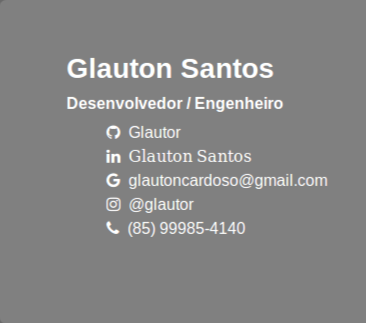 Glauton Santos
Desenvolvedor / Engenheiro
Glautor
Glauton Santos
glautoncardoso@gmail.com
@glautor
(85) 99985-4140